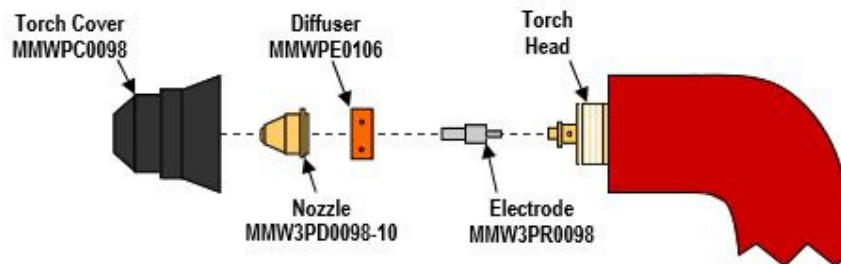 Torch Cover
MMWPC0098
Diffuser
MMWPE0106
Torch
Head
Nozzle
MMW3PD0098-10
Electrode
MMW3PR0098